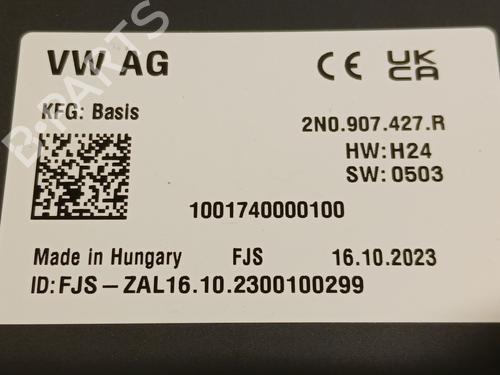 VW AG
CE UK CA
KFG: Basis
2N0.907.427.R
HW:H24
SW:0503
1001740000100
Made in Hungary FJS 16.10.2023
ID:FJS-ZAL16.10.2300100299
B-PARTS